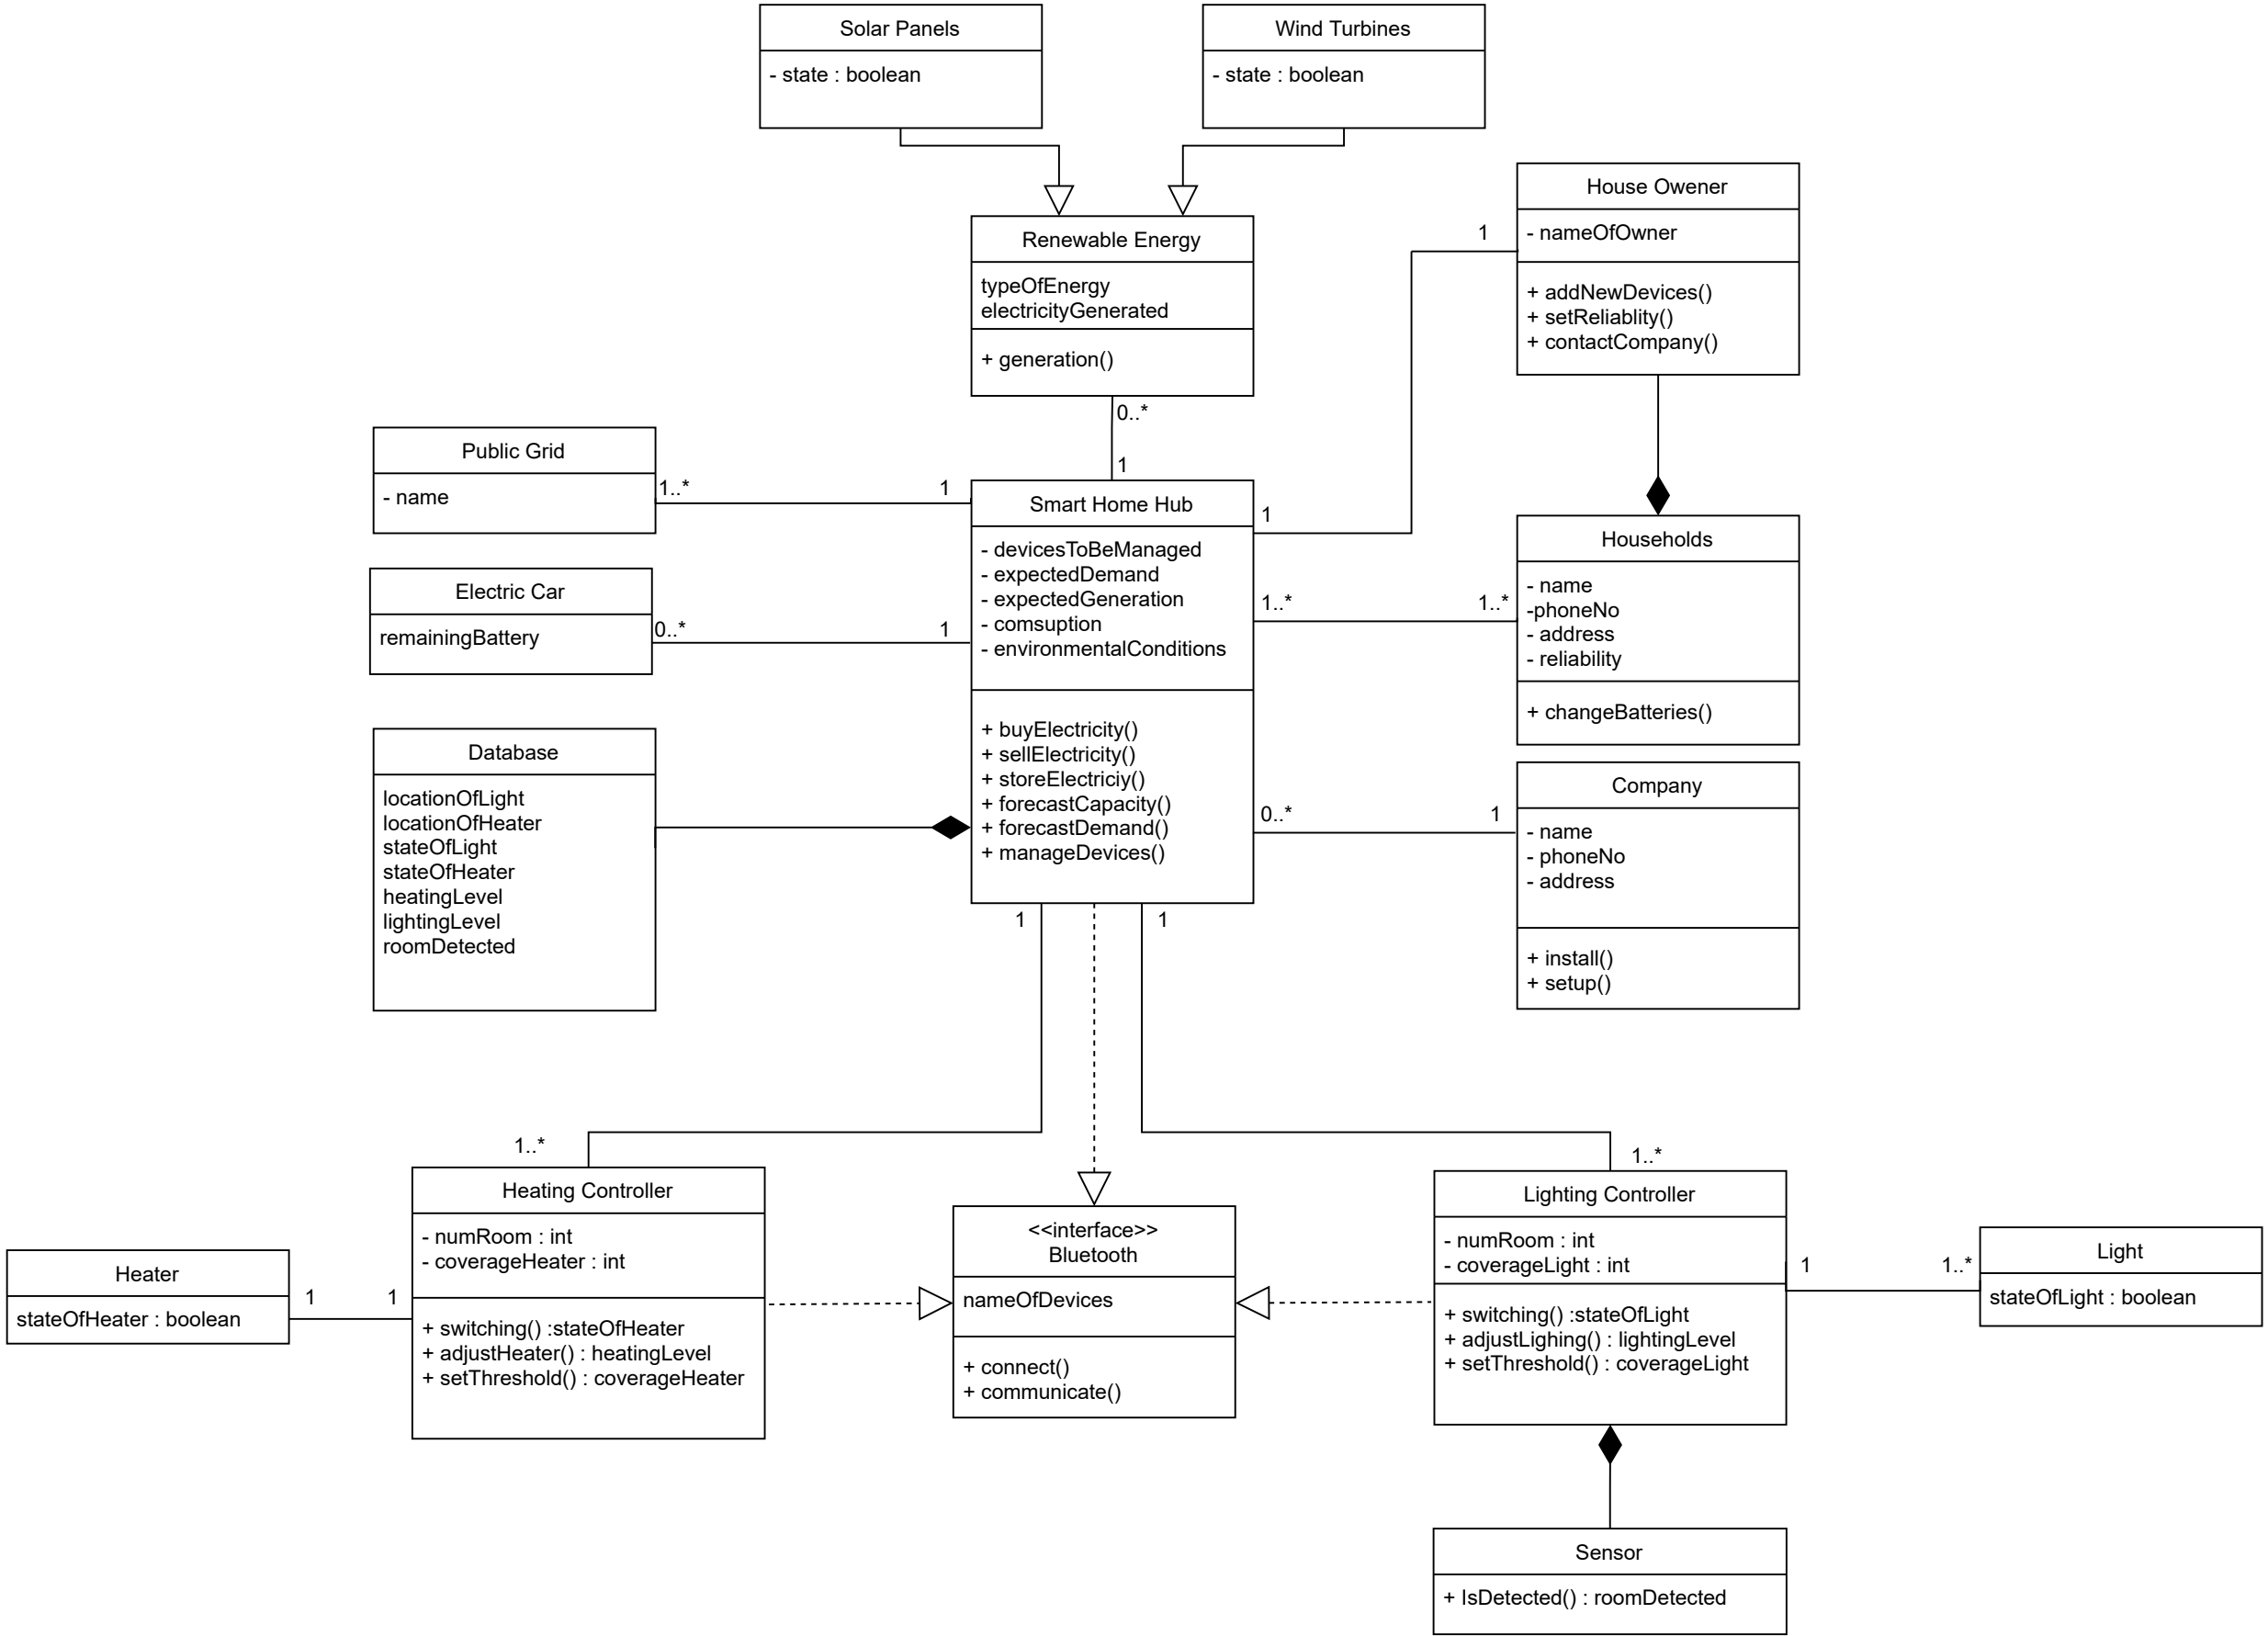 Solar Panels
- state : boolean
Wind Turbines
- state : boolean
House Owener
- nameOfOwner
+ addNewDevices()
+ setReliablity()
+ contactCompany()
1
Renewable Energy
typeOfEnergy
electricityGenerated
+ generation()
0..*
1
Public Grid
- name
1..*
1
Smart Home Hub
- devicesToBeManaged
- expectedDemand
- expectedGeneration
- comsuption
- environmentalConditions
+ buyElectricity()
+ sellElectricity()
+ storeElectriciy()
+ forecastCapacity()
+ forecastDemand()
+ manageDevices()
1
1..*
1..*
Households
- name
-phoneNo
- address
- reliability
+ changeBatteries()
Electric Car
remainingBattery
0..*
1
Database
locationOfLight
locationOfHeater
stateOfLight
stateOfHeater
heatingLevel
lightingLevel
roomDetected
0..*
1
Company
- name
- phoneNo
- address
+ install()
+ setup()
1
1
1..*
1..*
Heating Controller
- numRoom : int
- coverageHeater : int
+ switching() :stateOfHeater
+ adjustHeater() : heatingLevel
+ setThreshold() : coverageHeater
Heater
stateOfHeater : boolean
1
1
<<interface>>
Bluetooth
nameOfDevices
+ connect()
+ communicate()
Lighting Controller
- numRoom : int
- coverageLight : int
+ switching() :stateOfLight
+ adjustLighing() : lightingLevel
+ setThreshold() : coverageLight
1
1..*
Light
stateOfLight : boolean
Sensor
+ IsDetected() : roomDetected